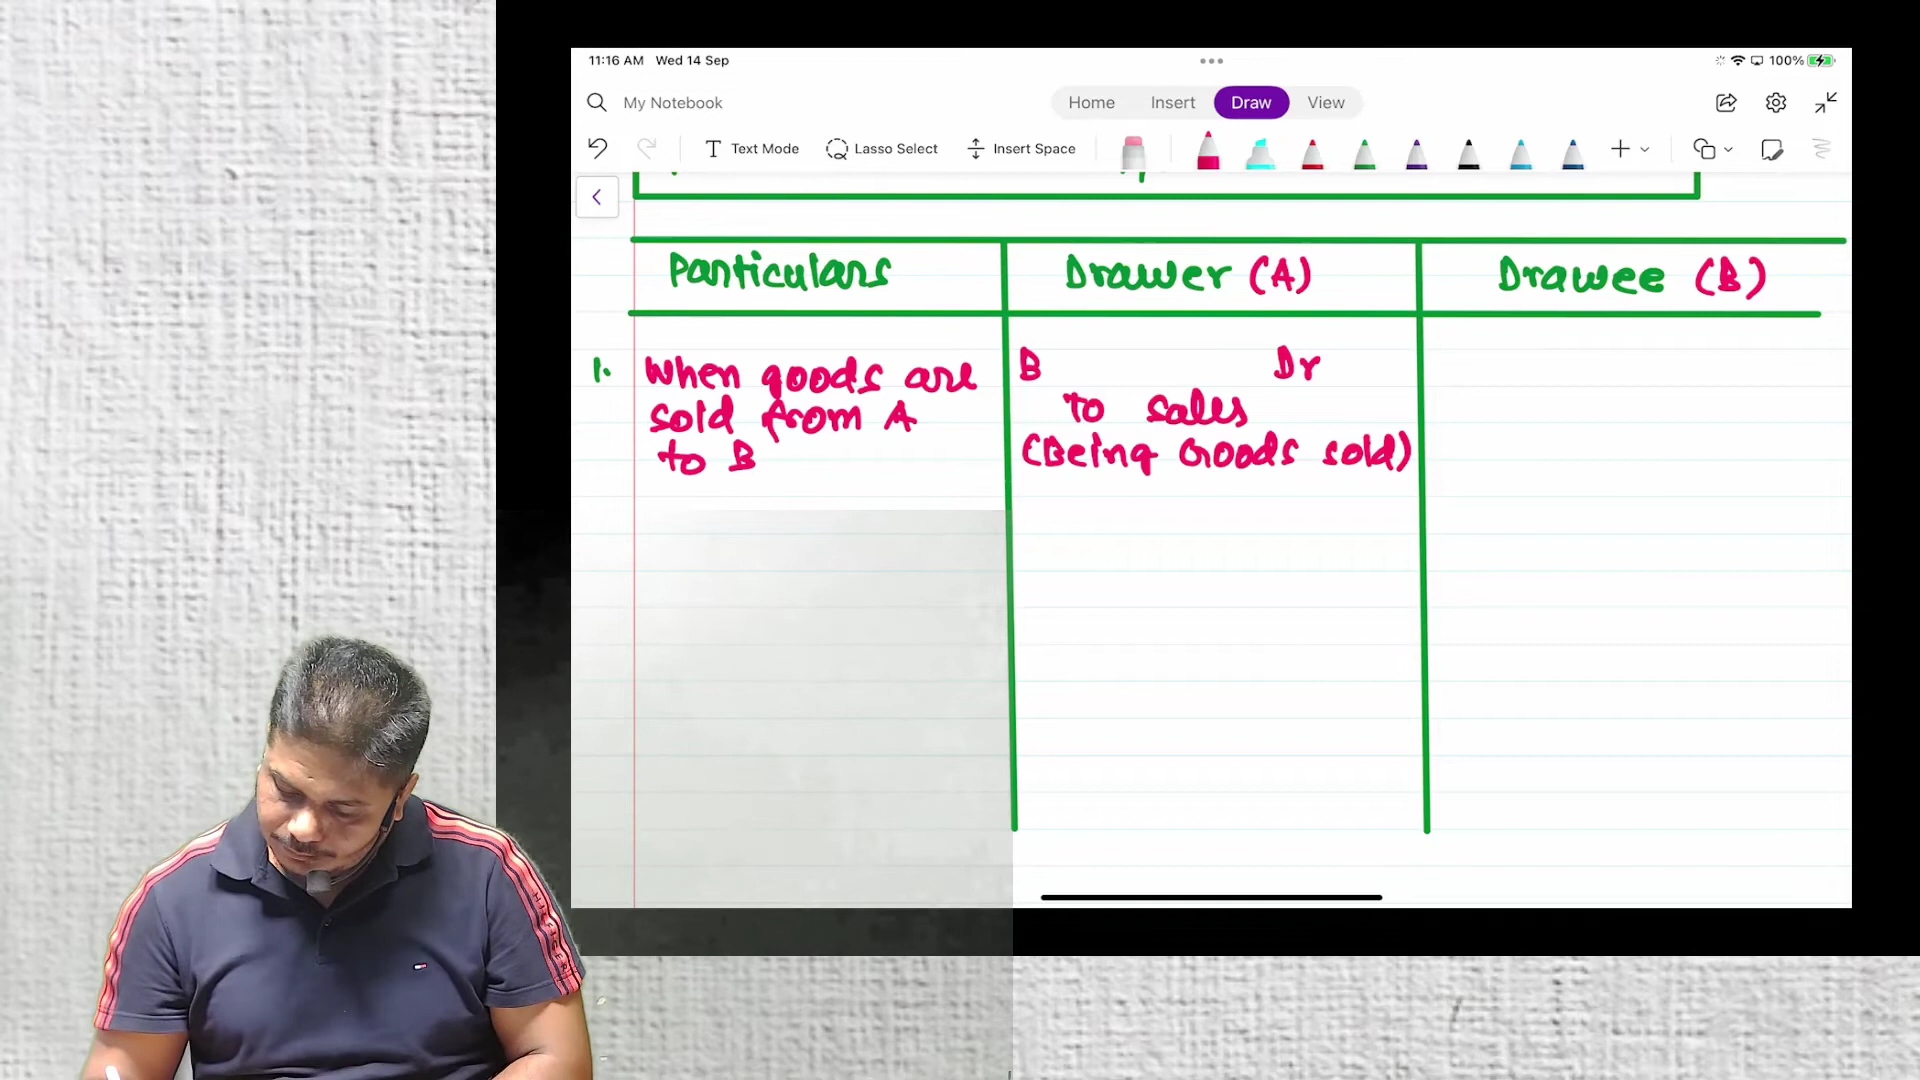 11:16 AM Wed 14 Sep
100%
My Notebook
Home Insert Draw View
Text Mode Lasso Select Insert Space
Particulars Drawer (A) Drawee (B)
1. When goods are
sold from A
to B
B Dr
To sales
(Being Goods sold)